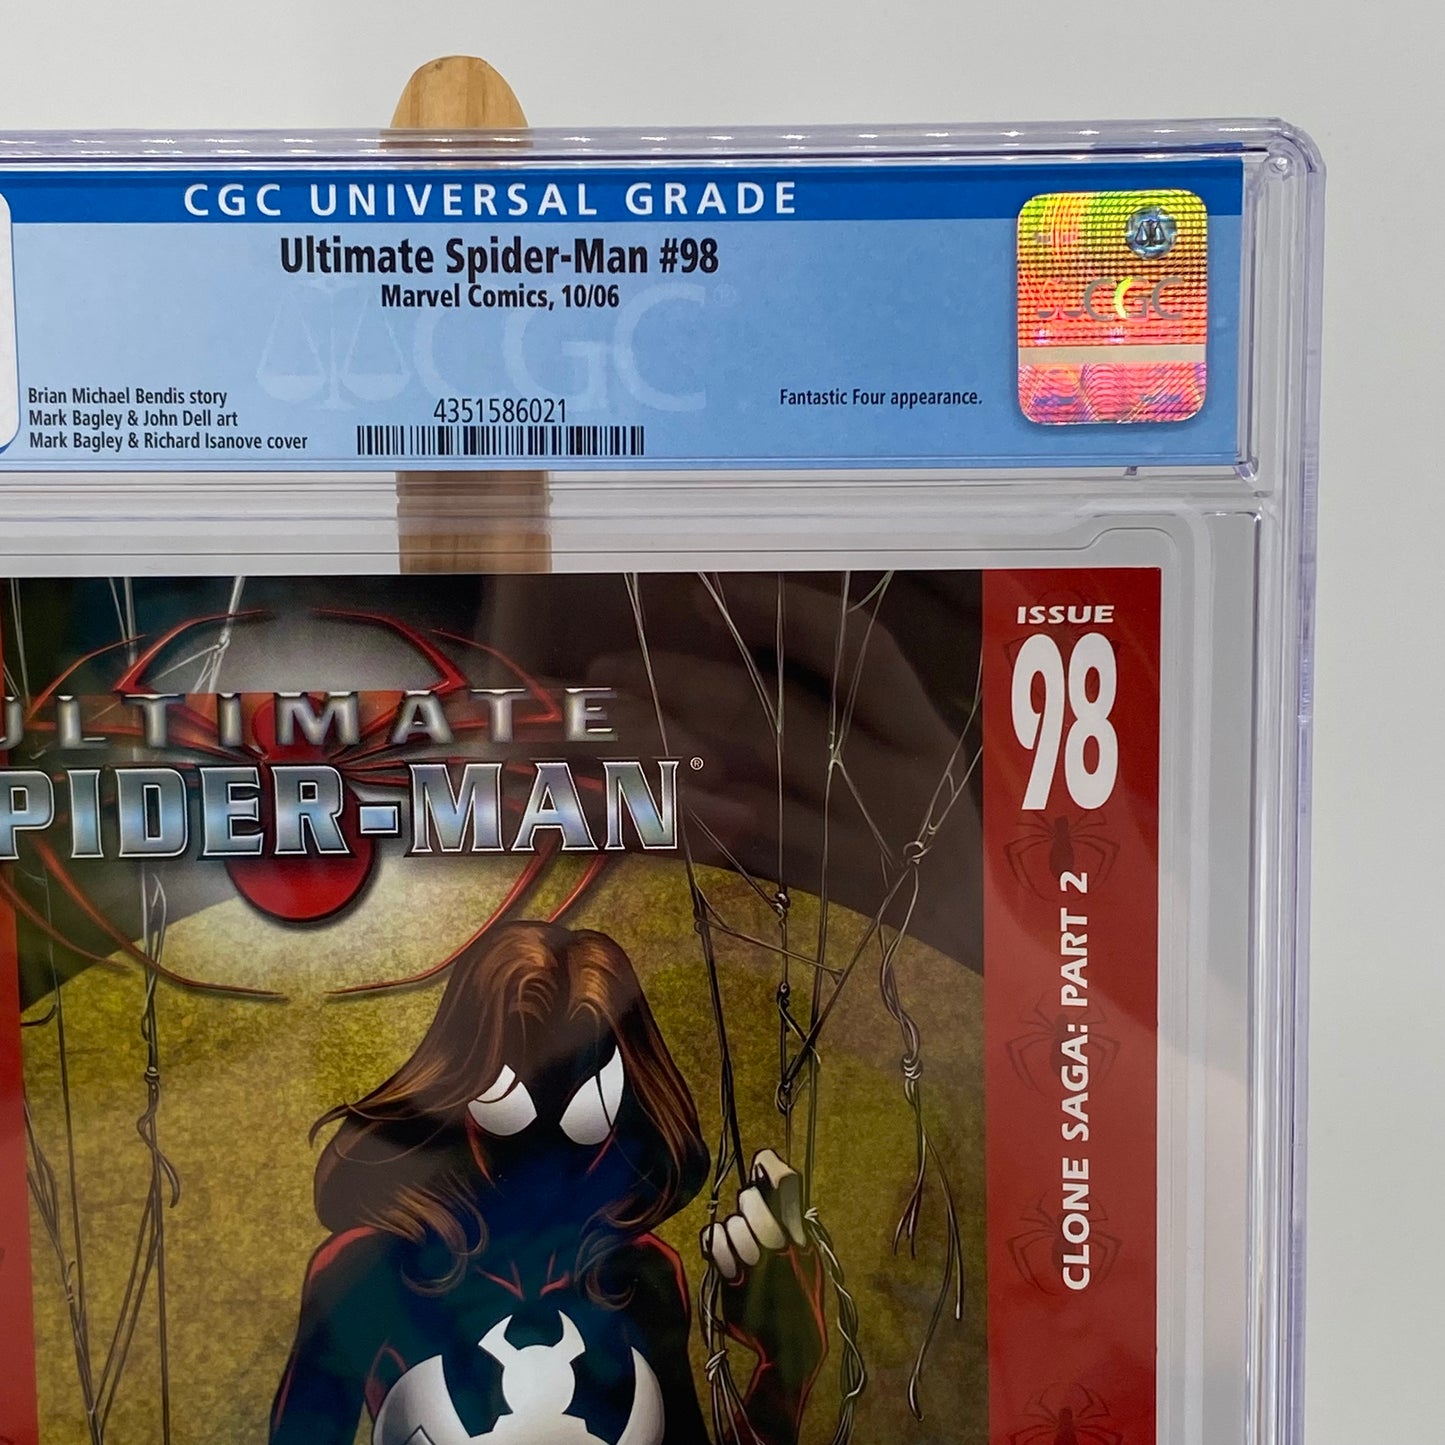 CGC UNIVERSAL GRADE
Ultimate Spider-Man #98
Marvel Comics, 10/06
CGC
CGC
Brian Michael Bendis story
Mark Bagley & John Dell art
Mark Bagley & Richard Isanove cover
4351586021
Fantastic Four appearance.
ISSUE
98
CLONE SAGA: PART 2
ULTIMATE
PIDER-MAN®